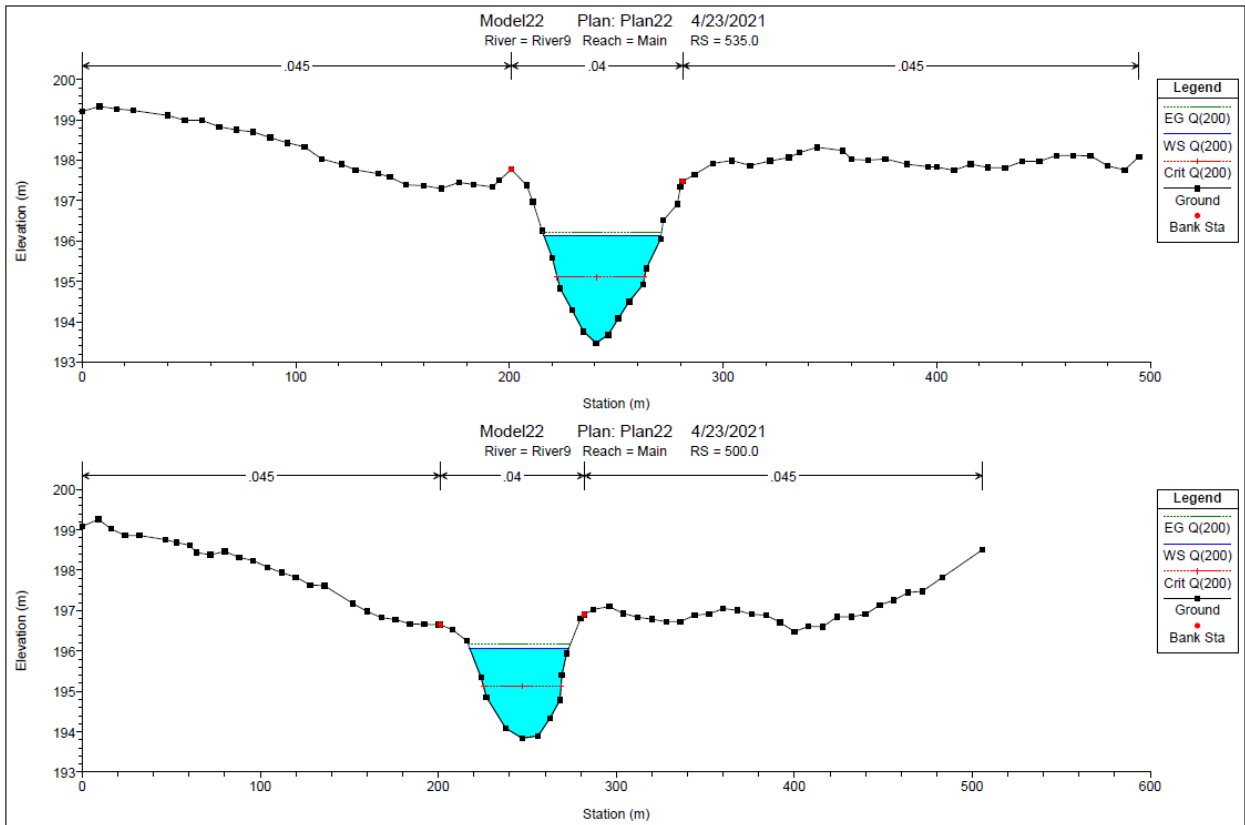 Model22 Plan: Plan22 4/23/2021
River = River9 Reach = Main RS = 535.0
.045 .04 .045
200
199
198
197
196
195
194
193
Elevation (m)
0 100 200 300 400 500
Station (m)
Legend
EG Q(200)
WS Q(200)
Crit Q(200)
Ground
Bank Sta
Model22 Plan: Plan22 4/23/2021
River = River9 Reach = Main RS = 500.0
.045 .04 .045
200
199
198
197
196
195
194
193
Elevation (m)
0 100 200 300 400 500 600
Station (m)
Legend
EG Q(200)
WS Q(200)
Crit Q(200)
Ground
Bank Sta